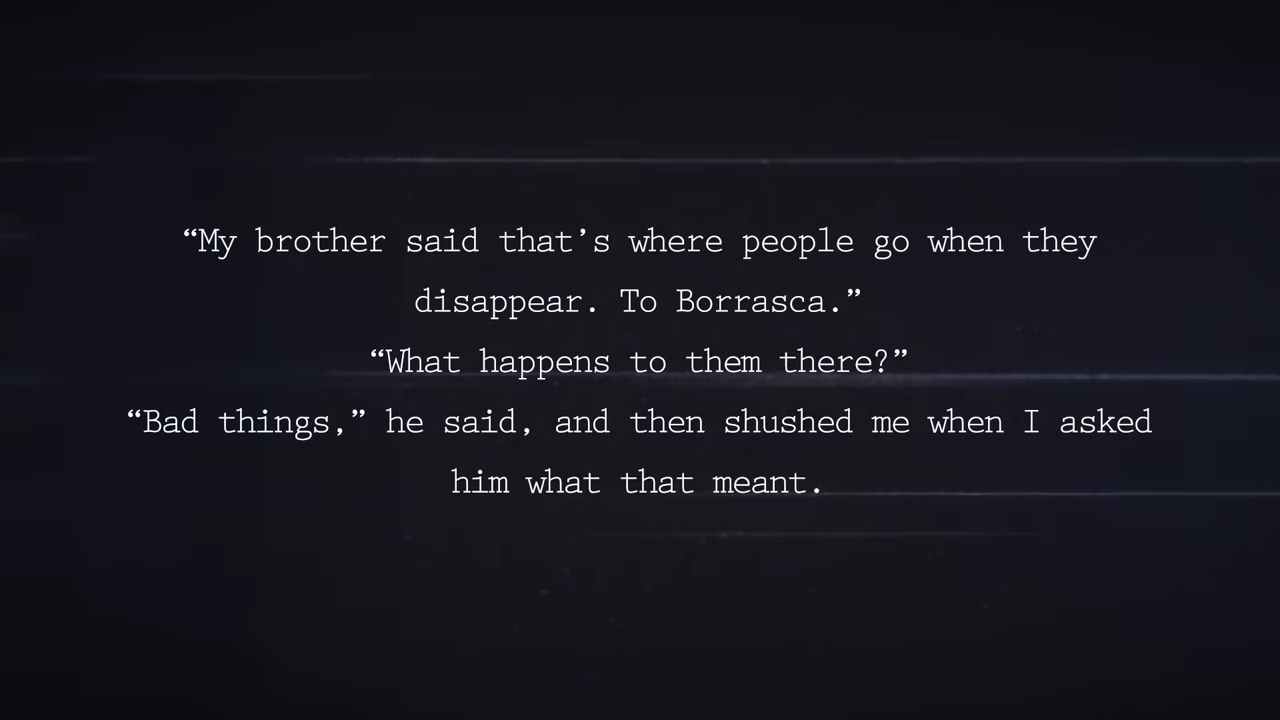 “My brother said that’s where people go when they
disappear. To Borrasca.”
“What happens to them there?”
“Bad things,” he said, and then shushed me when I asked
him what that meant.